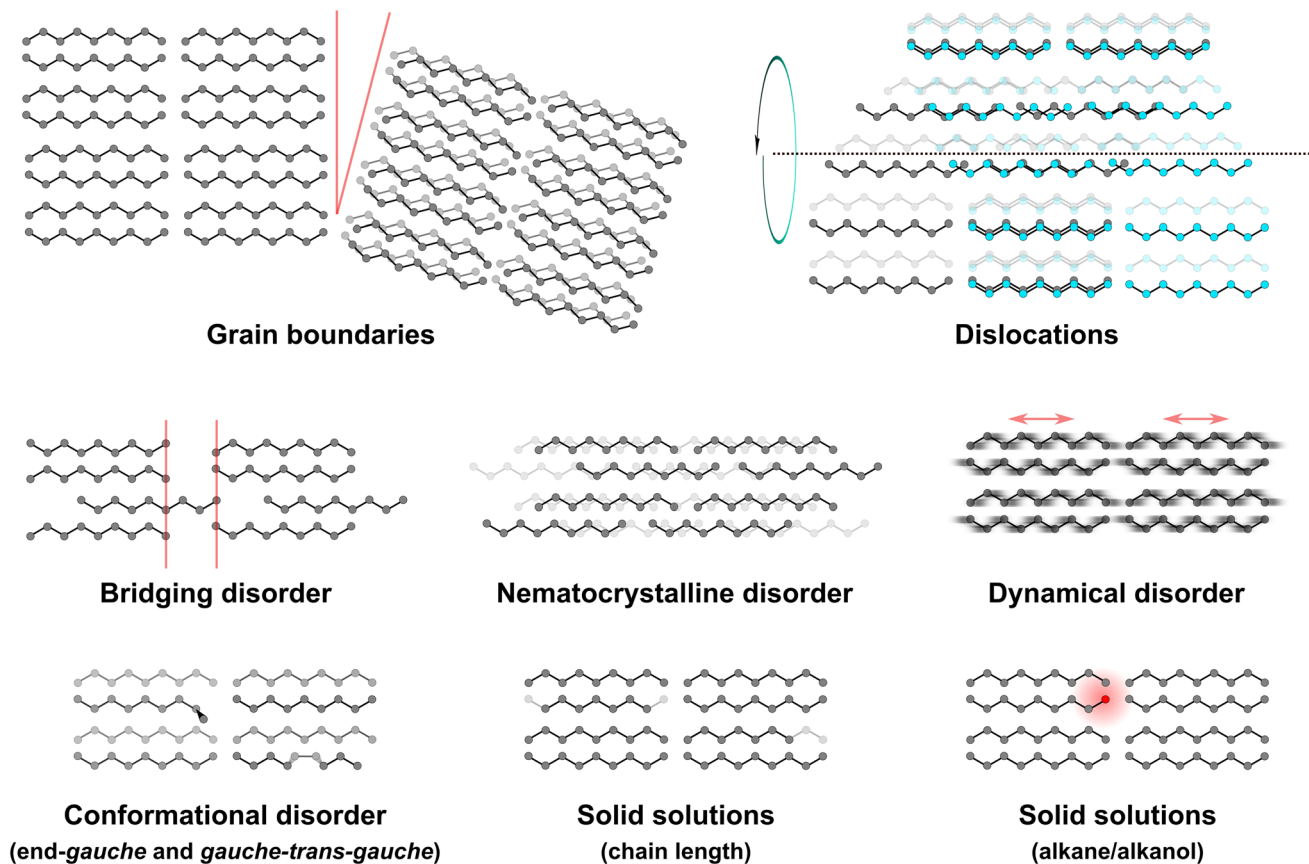 Grain boundaries
Dislocations
Bridging disorder
Nematocrystalline disorder
Dynamical disorder
Conformational disorder
(end-gauche and gauche-trans-gauche)
Solid solutions
(chain length)
Solid solutions
(alkane/alkanol)